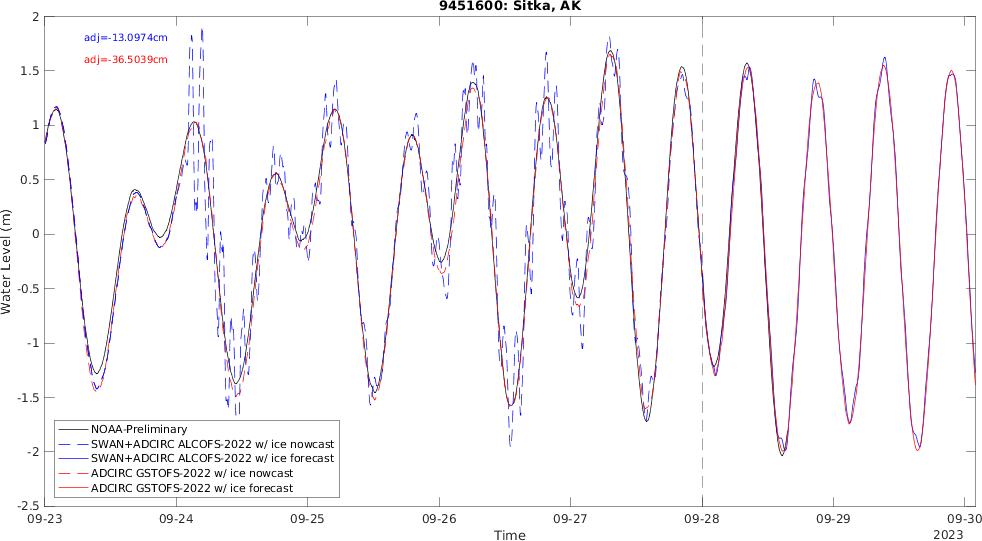 9451600: Sitka, AK
adj=-13.0974cm
adj=-36.5039cm
Water Level (m)
2
1.5
1
0.5
0
-0.5
-1
-1.5
-2
-2.5
NOAA-Preliminary
SWAN+ADCIRC ALCOFS-2022 w/ ice nowcast
SWAN+ADCIRC ALCOFS-2022 w/ ice forecast
ADCIRC GSTOFS-2022 w/ ice nowcast
ADCIRC GSTOFS-2022 w/ ice forecast
09-23 09-24 09-25 09-26 09-27 09-28 09-29 09-30
Time
2023